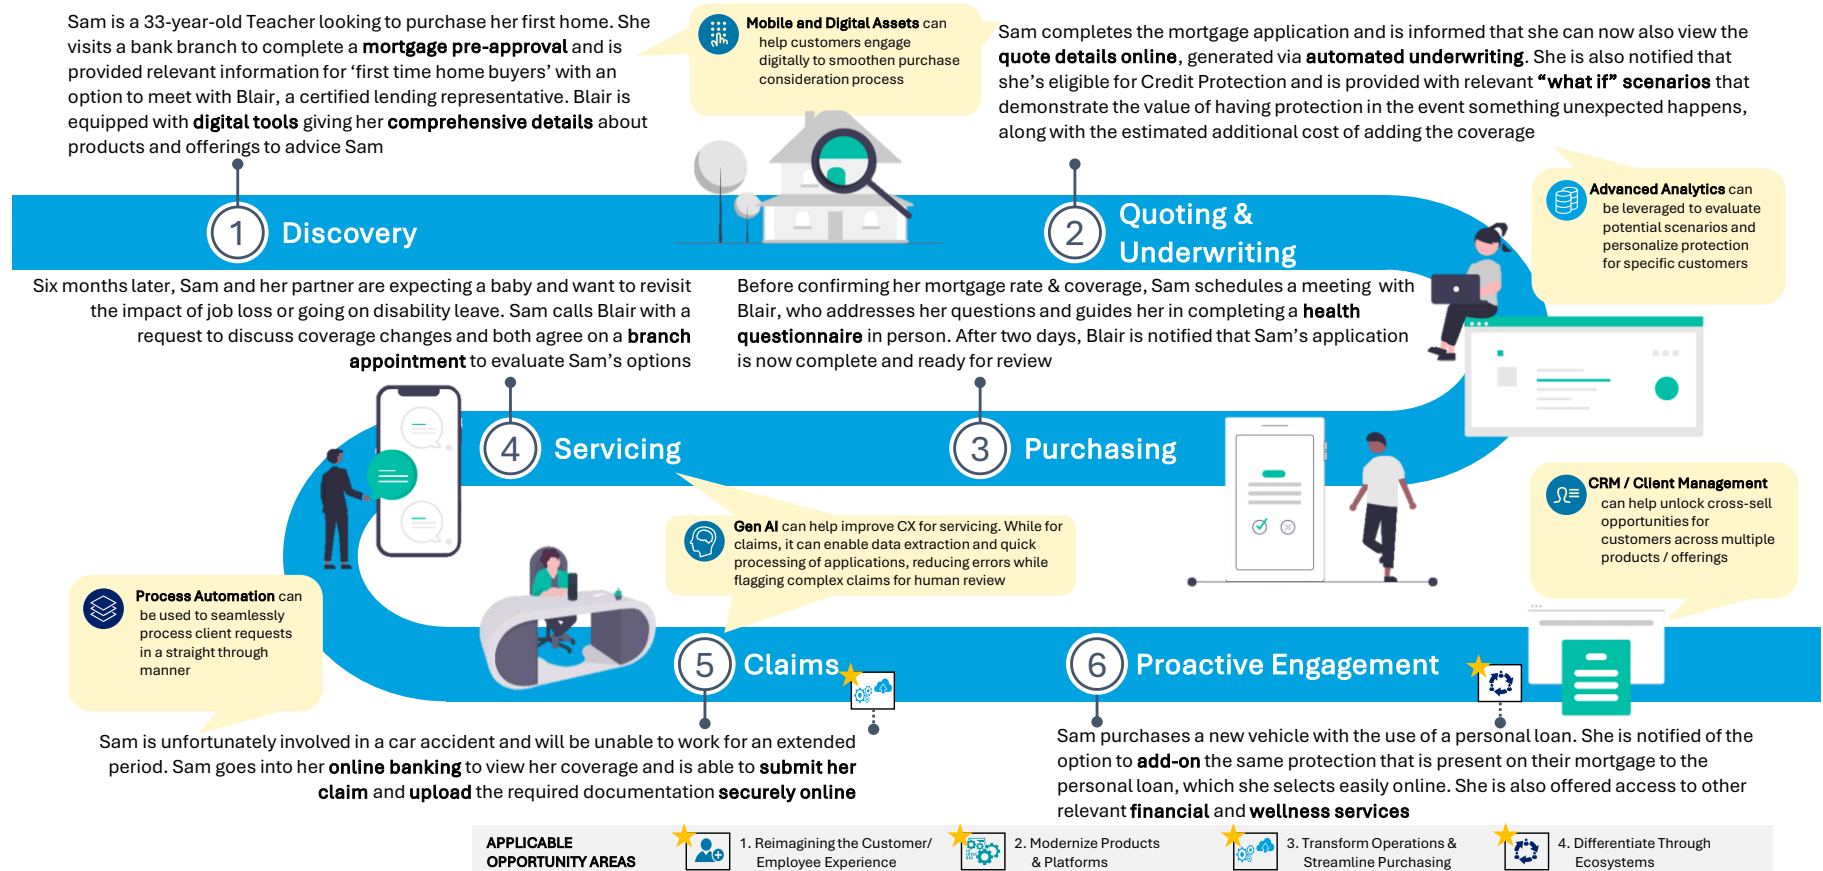 Sam is a 33-year-old Teacher looking to purchase her first home. She
visits a bank branch to complete a mortgage pre-approval and is
provided relevant information for ‘first time home buyers’ with an
option to meet with Blair, a certified lending representative. Blair is
equipped with digital tools giving her comprehensive details about
products and offerings to advice Sam
Mobile and Digital Assets can
help customers engage
digitally to smoothen purchase
consideration process
Sam completes the mortgage application and is informed that she can now also view the
quote details online, generated via automated underwriting. She is also notified that
she’s eligible for Credit Protection and is provided with relevant “what if” scenarios that
demonstrate the value of having protection in the event something unexpected happens,
along with the estimated additional cost of adding the coverage
Advanced Analytics can
be leveraged to evaluate
potential scenarios and
personalize protection
for specific customers
1 Discovery
2 Quoting &
Underwriting
Six months later, Sam and her partner are expecting a baby and want to revisit
the impact of job loss or going on disability leave. Sam calls Blair with a
request to discuss coverage changes and both agree on a branch
appointment to evaluate Sam’s options
Before confirming her mortgage rate & coverage, Sam schedules a meeting with
Blair, who addresses her questions and guides her in completing a health
questionnaire in person. After two days, Blair is notified that Sam’s application
is now complete and ready for review
4 Servicing
3 Purchasing
Gen AI can help improve CX for servicing. While for
claims, it can enable data extraction and quick
processing of applications, reducing errors while
flagging complex claims for human review
CRM / Client Management
can help unlock cross-sell
opportunities for
customers across multiple
products / offerings
Process Automation can
be used to seamlessly
process client requests
in a straight through
manner
5 Claims
6 Proactive Engagement
Sam is unfortunately involved in a car accident and will be unable to work for an extended
period. Sam goes into her online banking to view her coverage and is able to submit her
claim and upload the required documentation securely online
Sam purchases a new vehicle with the use of a personal loan. She is notified of the
option to add-on the same protection that is present on their mortgage to the
personal loan, which she selects easily online. She is also offered access to other
relevant financial and wellness services
APPLICABLE
OPPORTUNITY AREAS
1. Reimagining the Customer/
Employee Experience
2. Modernize Products
& Platforms
3. Transform Operations &
Streamline Purchasing
4. Differentiate Through
Ecosystems